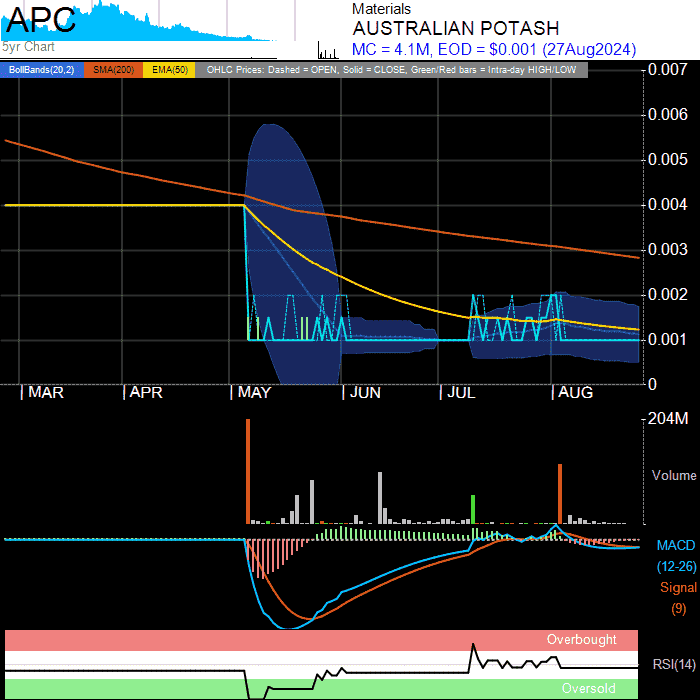 APC
5yr Chart
Materials
AUSTRALIAN POTASH
MC = 4.1M, EOD = $0.001 (27Aug2024)
BollBands(20,2) SMA(200) EMA(50) OHLC Prices: Dashed = OPEN, Solid = CLOSE, Green/Red bars = Intra-day HIGH/LOW
0.007
0.006
0.005
0.004
0.003
0.002
0.001
0
MAR APR MAY JUN JUL AUG
204M
Volume
MACD
(12-26)
Signal
(9)
Overbought
RSI(14)
Oversold